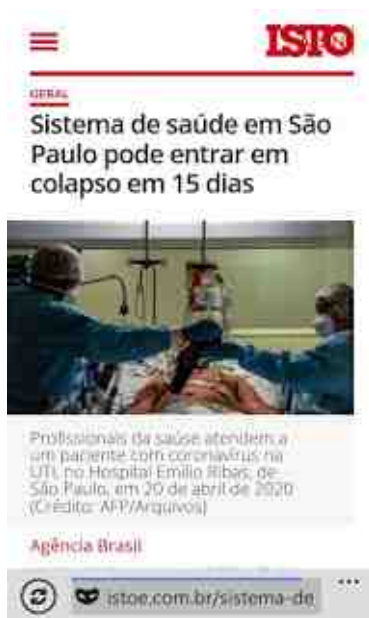 ISTO
GERAL
Sistema de saúde em São
Paulo pode entrar em
colapso em 15 dias
Profissionais da saúse atendem a
um paciente com coronavírus na
UTI, no Hospital Emílio Ribas, de
São Paulo, em 20 de abril de 2020
(Crédito: AFP/Arquivos)
Agência Brasil
istoe.com.br/sistema-de